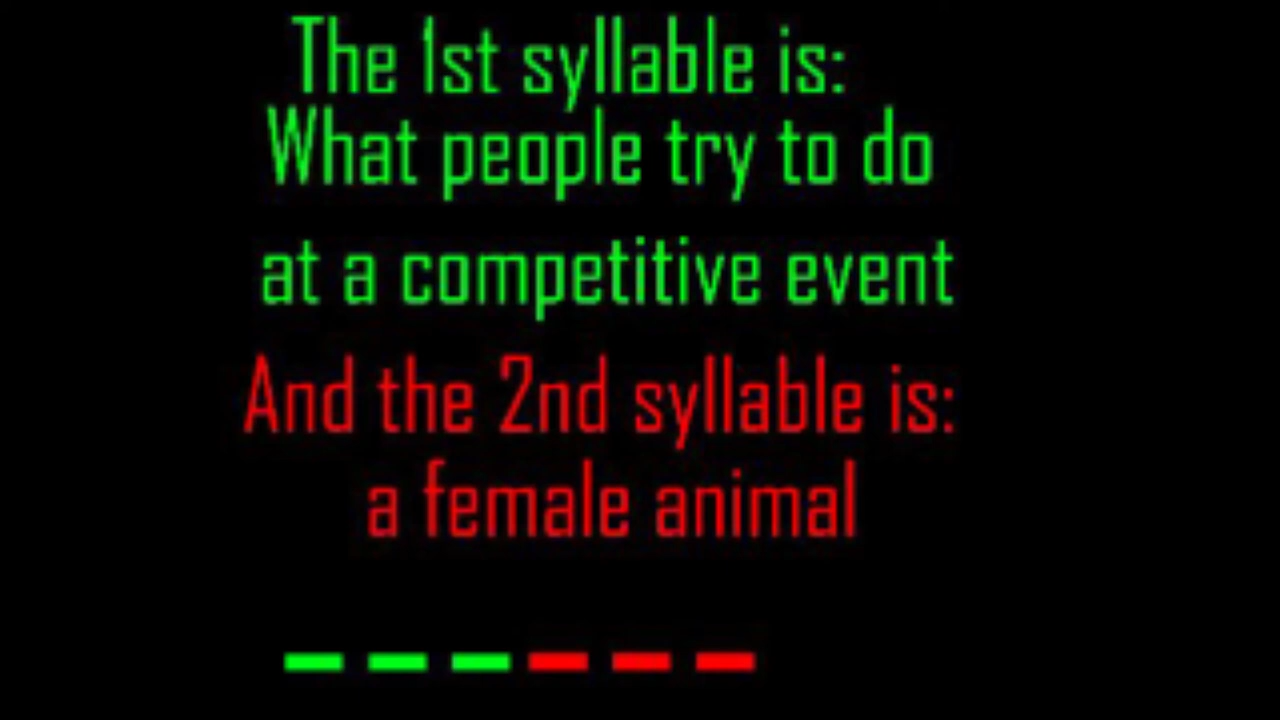 The 1st syllable is:
What people try to do
at a competitive event
And the 2nd syllable is:
a female animal